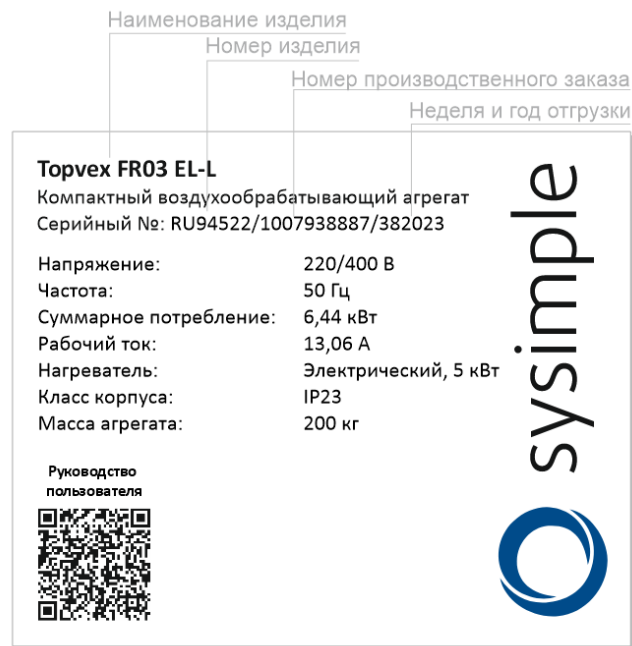 Наименование изделия
Номер изделия
Номер производственного заказа
Неделя и год отгрузки
Topvex FR03 EL-L
Компактный воздухообрабатывающий агрегат
Серийный №: RU94522/1007938887/382023
Напряжение: 220/400 В
Частота: 50 Гц
Суммарное потребление: 6,44 кВт
Рабочий ток: 13,06 А
Нагреватель: Электрический, 5 кВт
Класс корпуса: IP23
Масса агрегата: 200 кг
Руководство
пользователя
sysimple